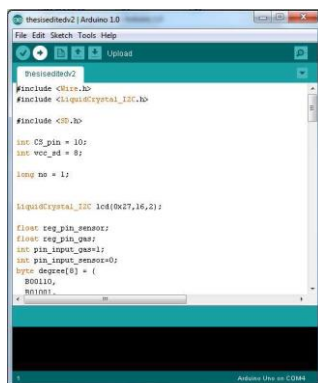 thesiseditedv2 | Arduino 1.0
File Edit Sketch Tools Help
Upload
thesiseditedv2
#include <Wire.h>
#include <LiquidCrystal_I2C.h>
#include <SD.h>
int CS_pin = 10;
int vcc_sd = 8;
long no = 1;
LiquidCrystal_I2C lcd(0x27,16,2);
float reg_pin_sensor;
float reg_pin_gas;
int pin_input_gas=1;
int pin_input_sensor=0;
byte degree[8] = {
B00110,
B01001,
1
Arduino Uno on COM4